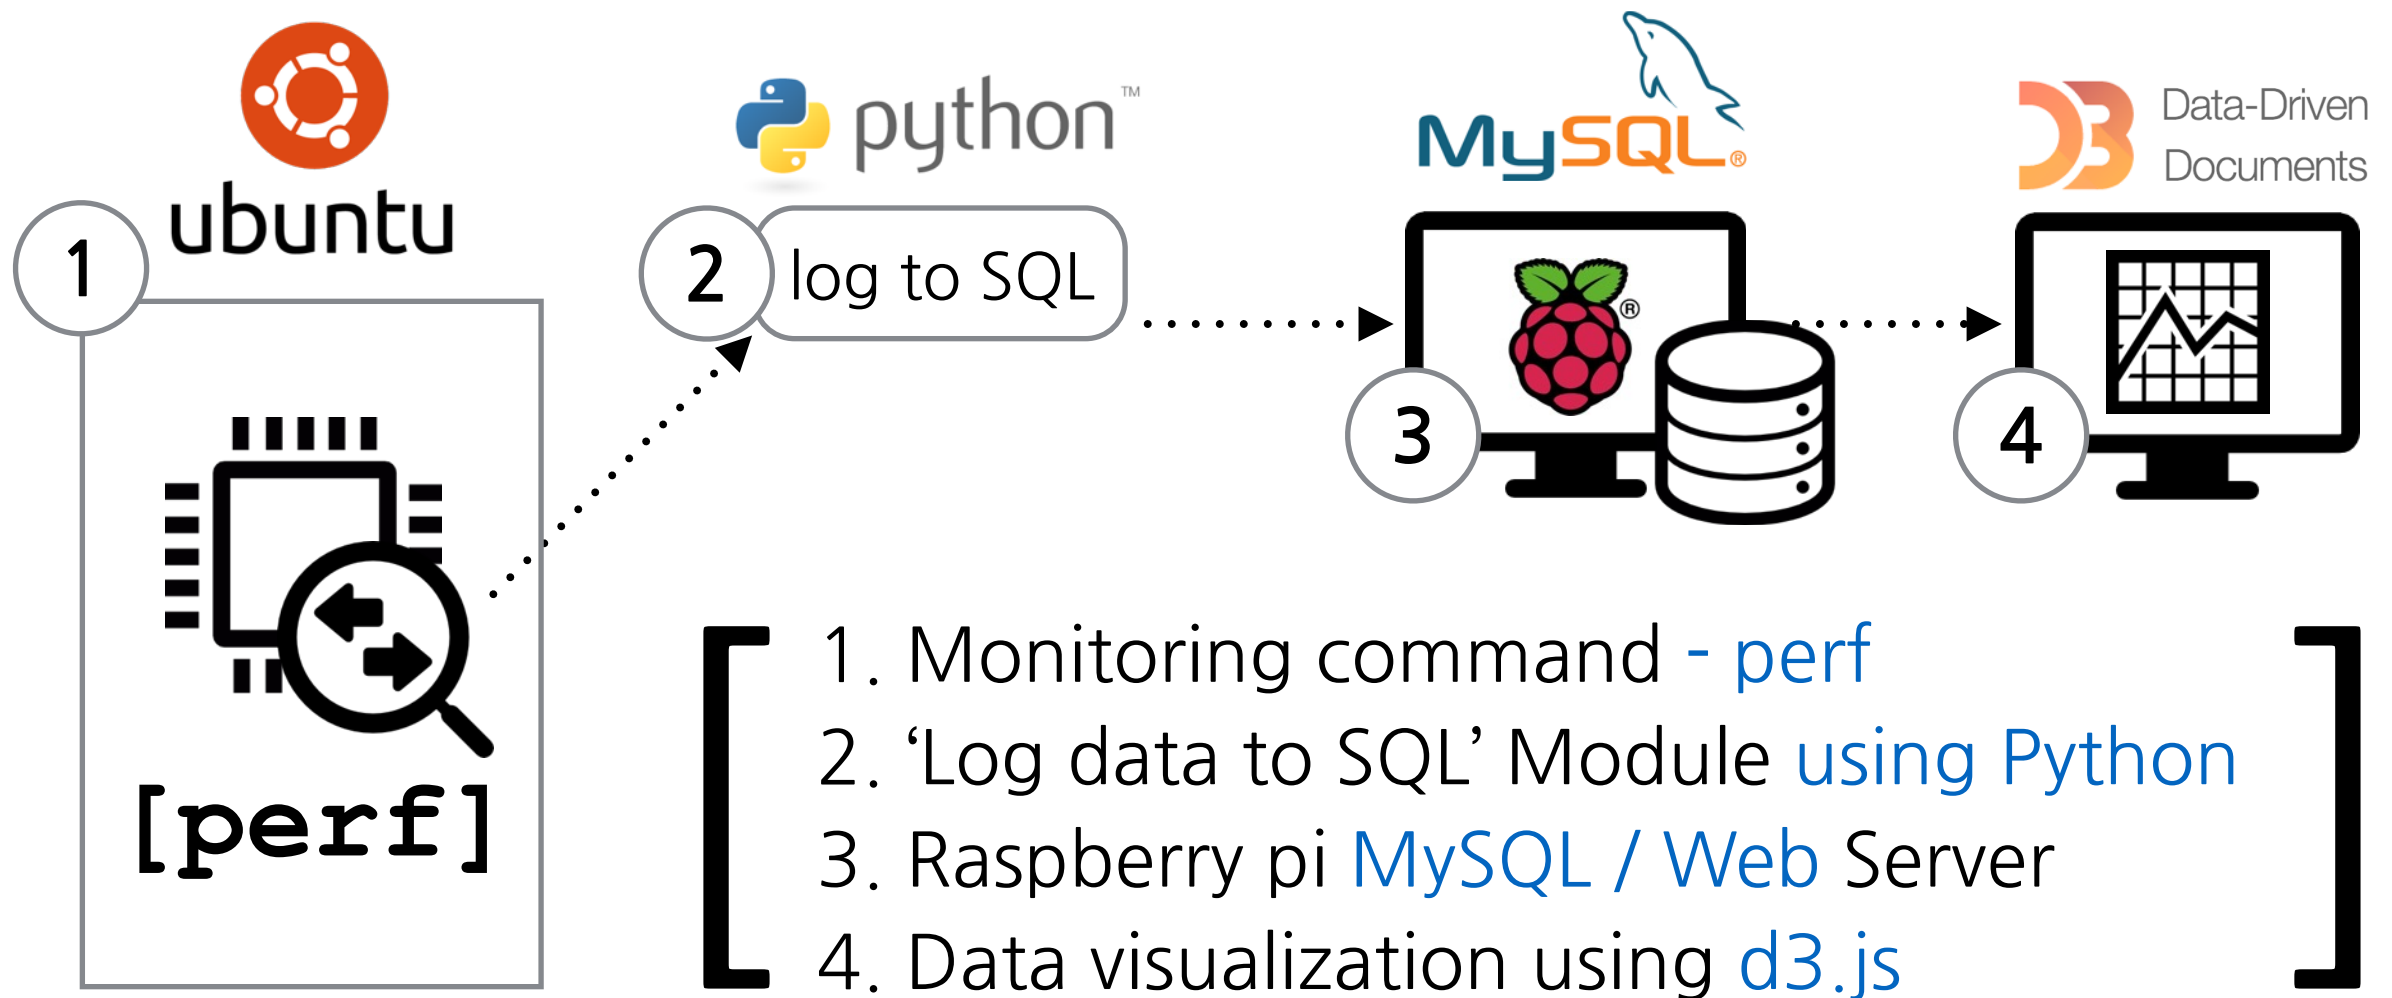 ubuntu
1
[perf]
python™
2
log to SQL
MySQL®
®
3
D3 Data-Driven
Documents
4
1. Monitoring command - perf
2. ‘Log data to SQL’ Module using Python
3. Raspberry pi MySQL / Web Server
4. Data visualization using d3.js